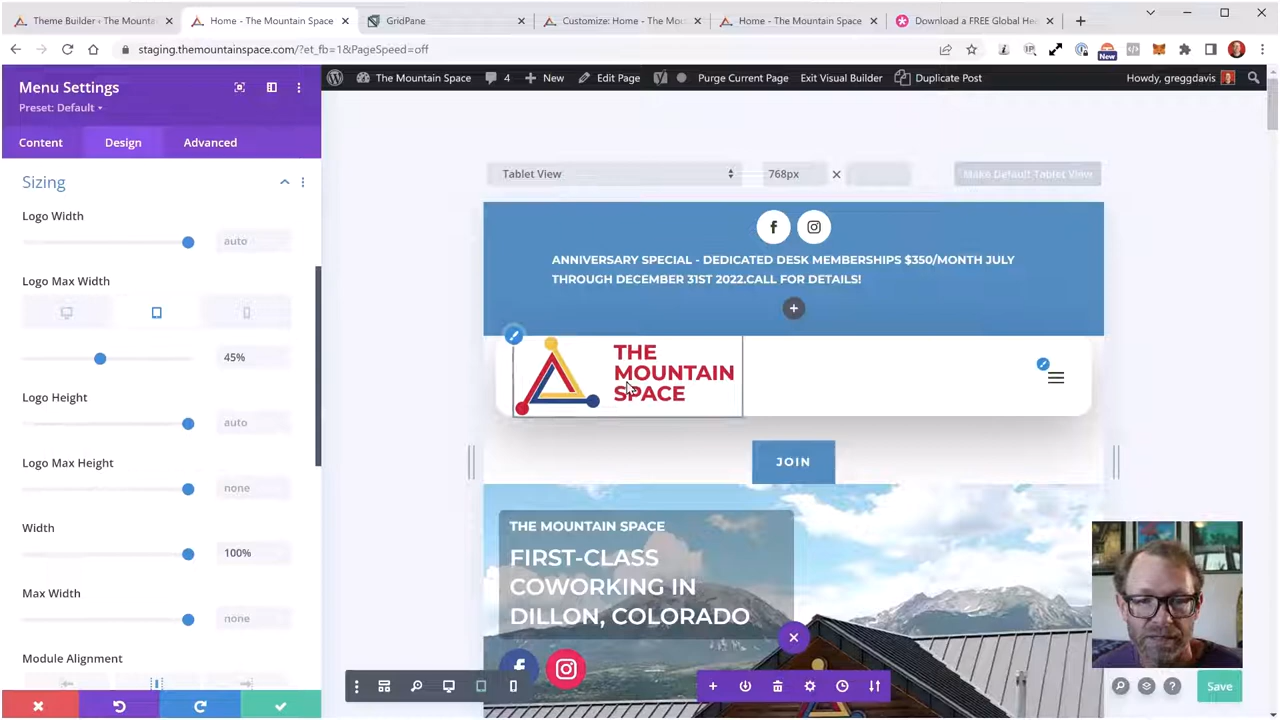 Theme Builder ‹ The Mountai
Home - The Mountain Space
GridPane
Customize: Home - The Mou
Home - The Mountain Space
Download a FREE Global He
staging.themountainspace.com/?et_fb=1&PageSpeed=off
New
Menu Settings
Preset: Default
The Mountain Space
4
New
Edit Page
Purge Current Page
Exit Visual Builder
Duplicate Post
Howdy, greggdavis
Content
Design
Advanced
Sizing
Logo Width
auto
Logo Max Width
45%
Logo Height
auto
Logo Max Height
none
Width
100%
Max Width
none
Module Alignment
Tablet View
768px
Make Default Tablet View
ANNIVERSARY SPECIAL - DEDICATED DESK MEMBERSHIPS $350/MONTH JULY
THROUGH DECEMBER 31ST 2022.CALL FOR DETAILS!
THE
MOUNTAIN
SPACE
JOIN
THE MOUNTAIN SPACE
FIRST-CLASS
COWORKING IN
DILLON, COLORADO
Save